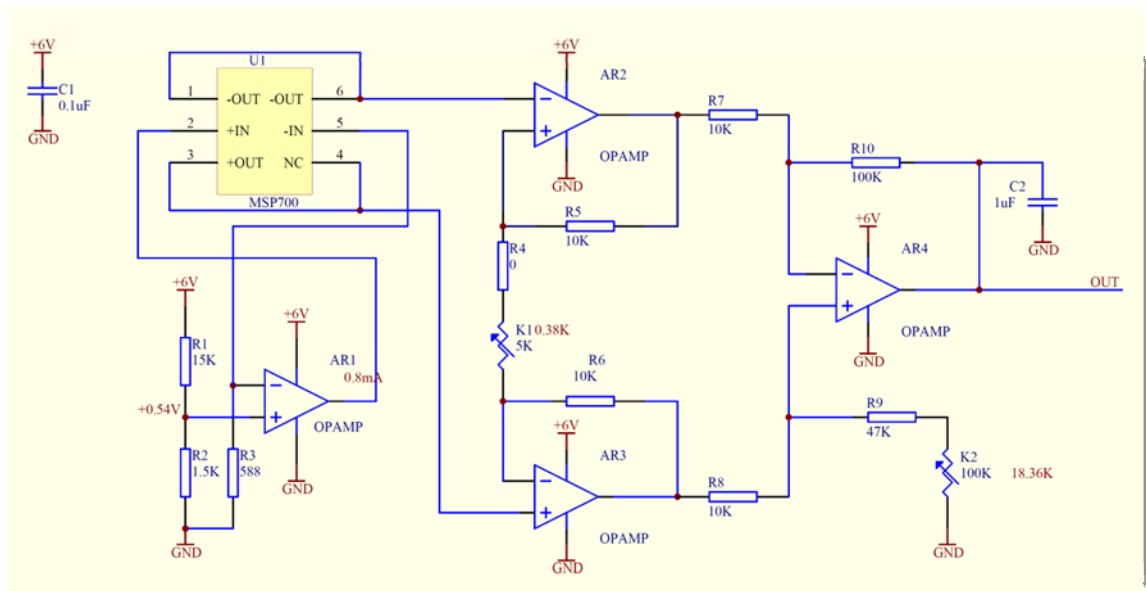 +6V
C1
0.1uF
GND
U1
1 -OUT -OUT 6
2 +IN -IN 5
3 +OUT NC 4
MSP700
+6V
AR2
OPAMP
GND
R7
10K
R5
10K
R4
0
K1 0.38K
5K
R6
10K
+6V
AR3
OPAMP
GND
R8
10K
R10
100K
C2
1uF
GND
+6V
AR4
OPAMP
GND
OUT
R9
47K
K2
100K
18.36K
GND
+6V
R1
15K
+0.54V
R2
1.5K
R3
588
GND
+6V
AR1
0.8mA
OPAMP
GND